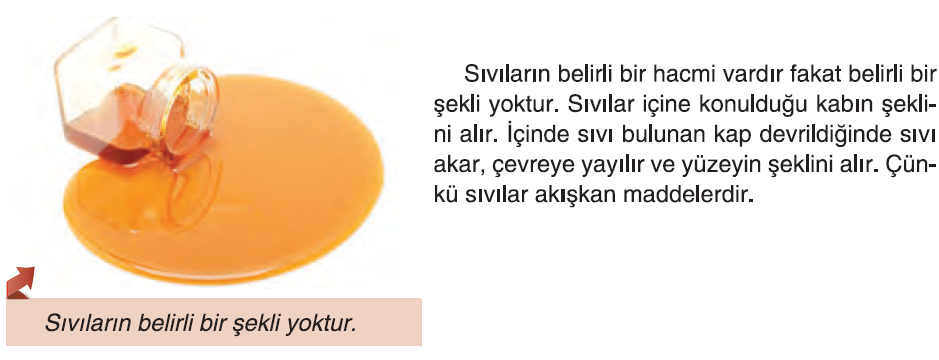 Sıvıların belirli bir hacmi vardır fakat belirli bir
şekli yoktur. Sıvılar içine konulduğu kabın şekli-
ni alır. İçinde sıvı bulunan kap devrildiğinde sıvı
akar, çevreye yayılır ve yüzeyin şeklini alır. Çün-
kü sıvılar akışkan maddelerdir.
Sıvıların belirli bir şekli yoktur.